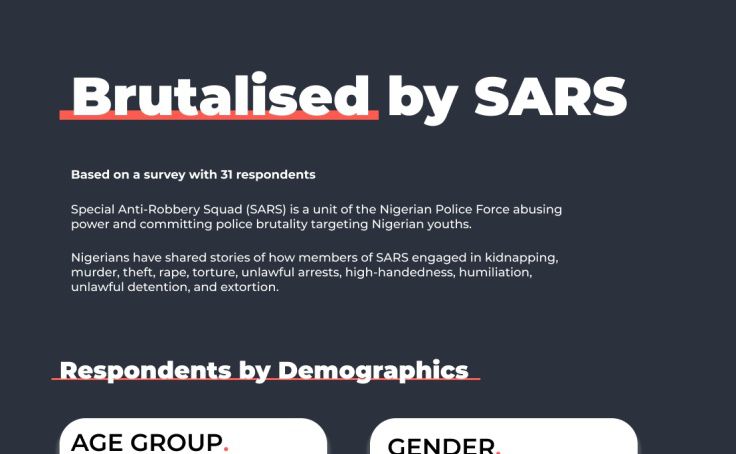 Brutalised by SARS
Based on a survey with 31 respondents
Special Anti-Robbery Squad (SARS) is a unit of the Nigerian Police Force abusing
power and committing police brutality targeting Nigerian youths.
Nigerians have shared stories of how members of SARS engaged in kidnapping,
murder, theft, rape, torture, unlawful arrests, high-handedness, humiliation,
unlawful detention, and extortion.
Respondents by Demographics
AGE GROUP.
GENDER.